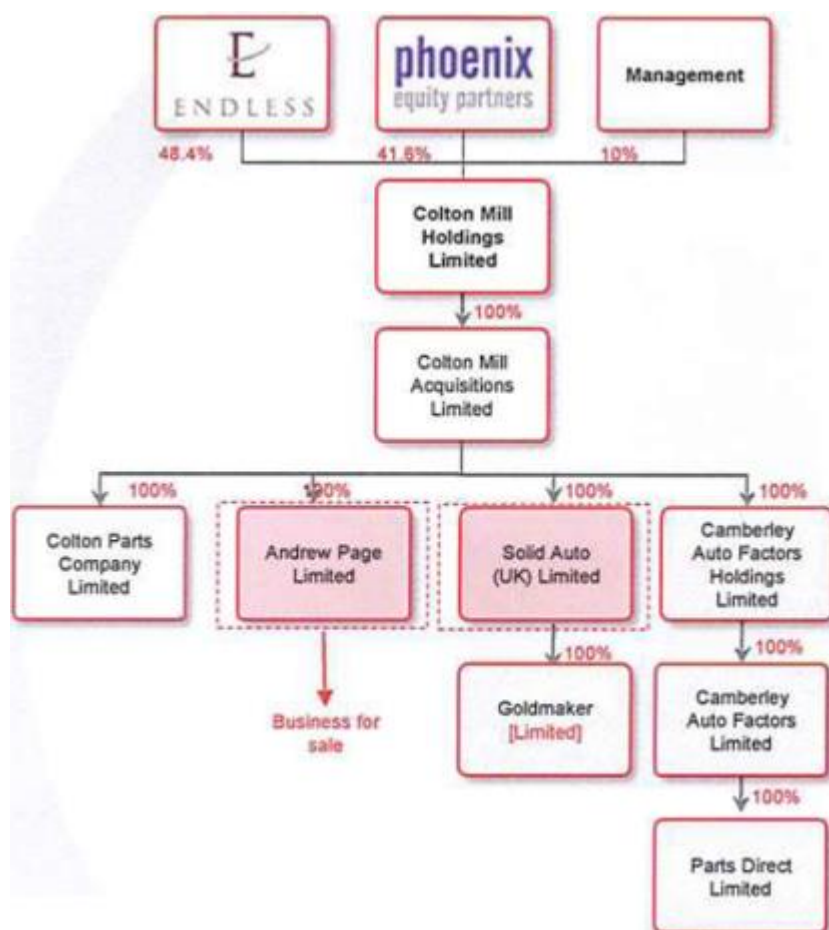 E
ENDLESS
phoenix
equity partners
Management
48.4%
41.6%
10%
Colton Mill
Holdings
Limited
100%
Colton Mill
Acquisitions
Limited
100%
100%
100%
100%
Colton Parts
Company
Limited
Andrew Page
Limited
Solid Auto
(UK) Limited
Camberley
Auto Factors
Holdings
Limited
100%
100%
Business for
sale
Goldmaker
[Limited]
Camberley
Auto Factors
Limited
100%
Parts Direct
Limited